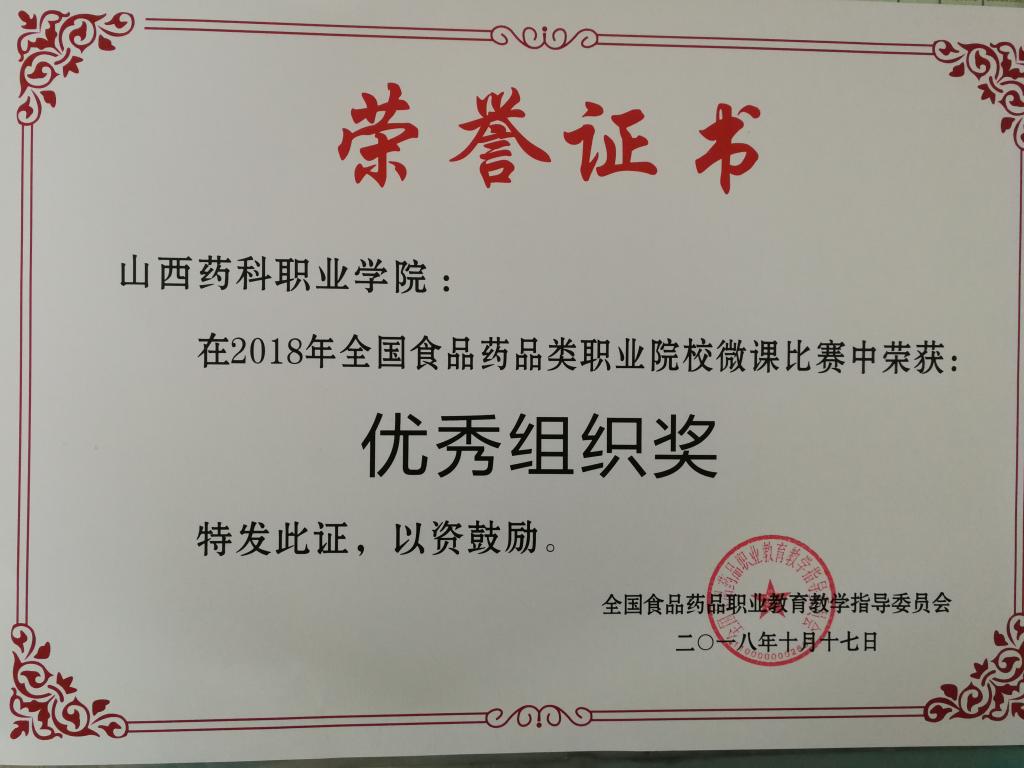 荣誉证书
山西药科职业学院：
在2018年全国食品药品类职业院校微课比赛中荣获：
优秀组织奖
特发此证，以资鼓励。
全国食品药品职业教育教学指导委员会
二〇一八年十月十七日